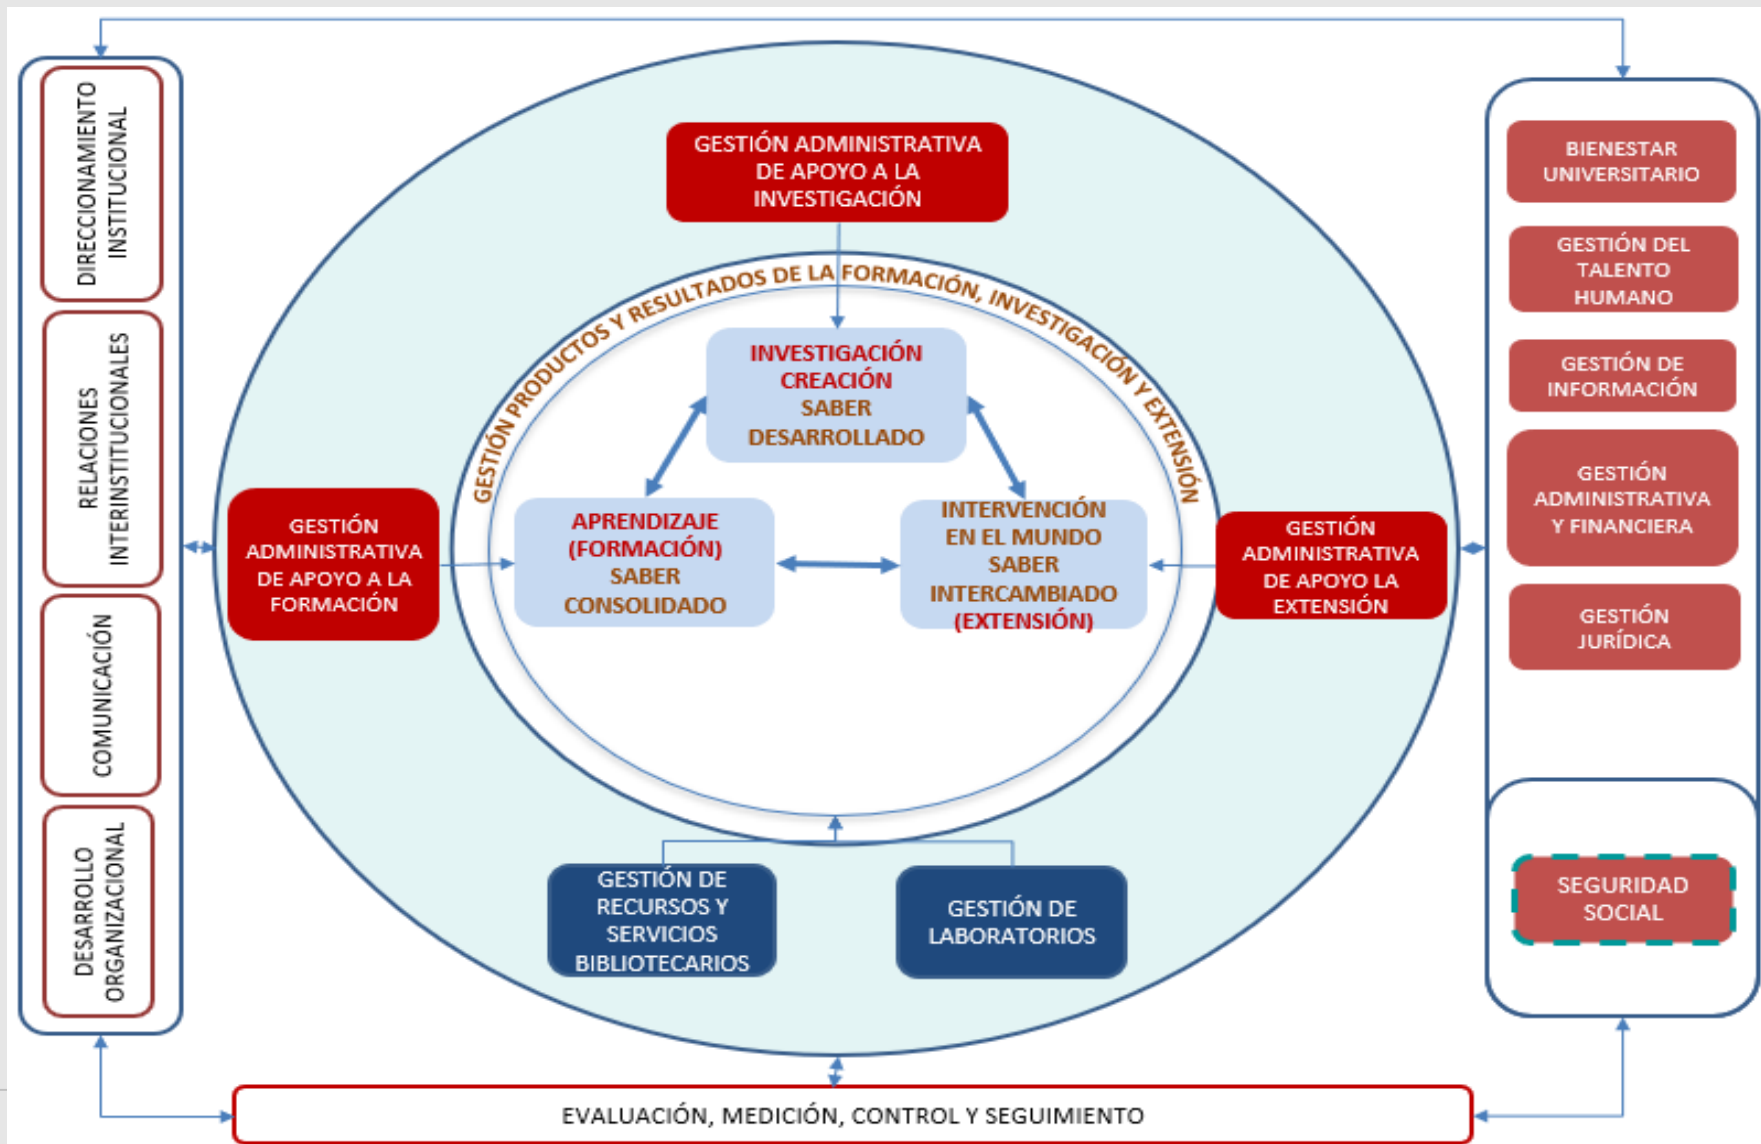 DIRECCIONAMIENTO
INSTITUCIONAL
RELACIONES
INTERINSTITUCIONALES
COMUNICACIÓN
DESARROLLO
ORGANIZACIONAL
GESTIÓN ADMINISTRATIVA
DE APOYO A LA
INVESTIGACIÓN
GESTIÓN PRODUCTOS Y RESULTADOS DE LA FORMACIÓN, INVESTIGACIÓN Y EXTENSIÓN
INVESTIGACIÓN
CREACIÓN
SABER
DESARROLLADO
GESTIÓN
ADMINISTRATIVA
DE APOYO A LA
FORMACIÓN
APRENDIZAJE
(FORMACIÓN)
SABER
CONSOLIDADO
INTERVENCIÓN
EN EL MUNDO
SABER
INTERCAMBIADO
(EXTENSIÓN)
GESTIÓN
ADMINISTRATIVA
DE APOYO LA
EXTENSIÓN
GESTIÓN DE
RECURSOS Y
SERVICIOS
BIBLIOTECARIOS
GESTIÓN DE
LABORATORIOS
BIENESTAR
UNIVERSITARIO
GESTIÓN DEL
TALENTO
HUMANO
GESTIÓN DE
INFORMACIÓN
GESTIÓN
ADMINISTRATIVA
Y FINANCIERA
GESTIÓN
JURÍDICA
SEGURIDAD
SOCIAL
EVALUACIÓN, MEDICIÓN, CONTROL Y SEGUIMIENTO